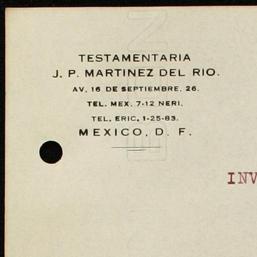 TESTAMENTARIA
J. P. MARTINEZ DEL RIO.
AV. 16 DE SEPTIEMBRE, 26.
TEL. MEX. 7-12 NERI.
TEL. ERIC. 1-25-83.
MEXICO, D. F.
INV